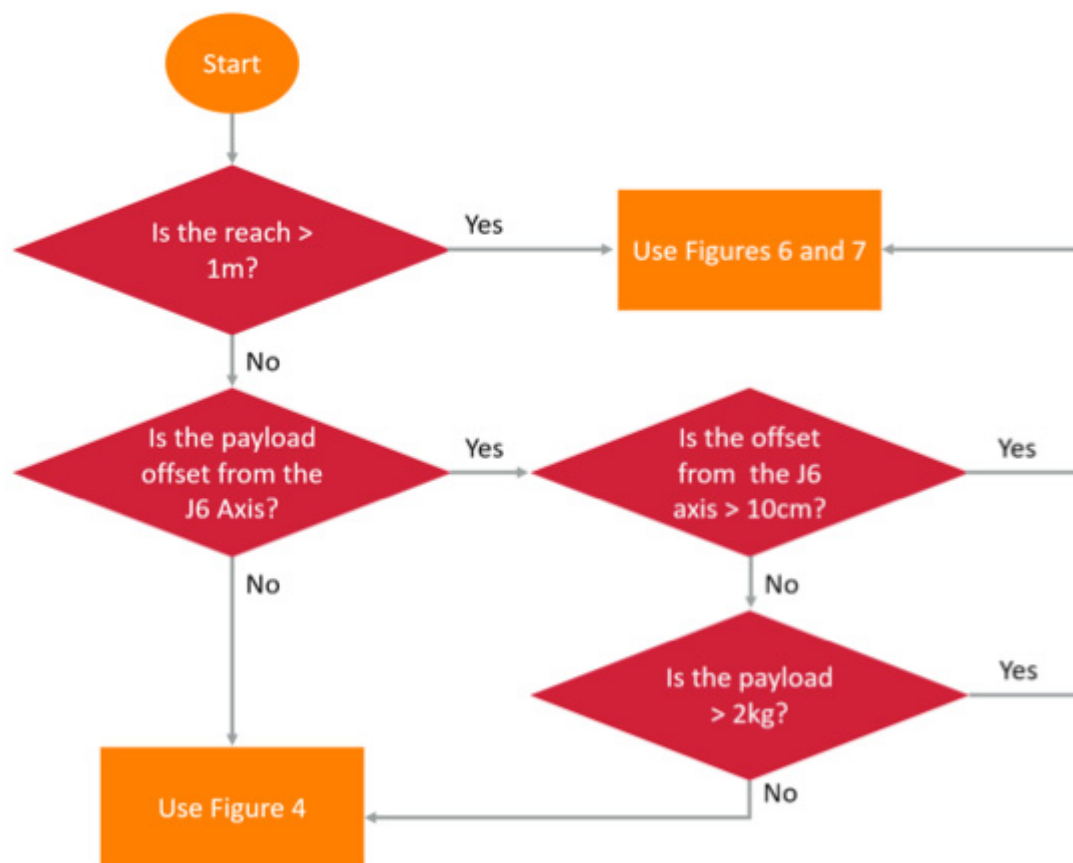 Start
Is the reach >
1m?
Yes
Use Figures 6 and 7
No
Is the payload
offset from the
J6 Axis?
Yes
Is the offset
from the J6
axis > 10cm?
Yes
No
No
Is the payload
> 2kg?
Yes
No
Use Figure 4